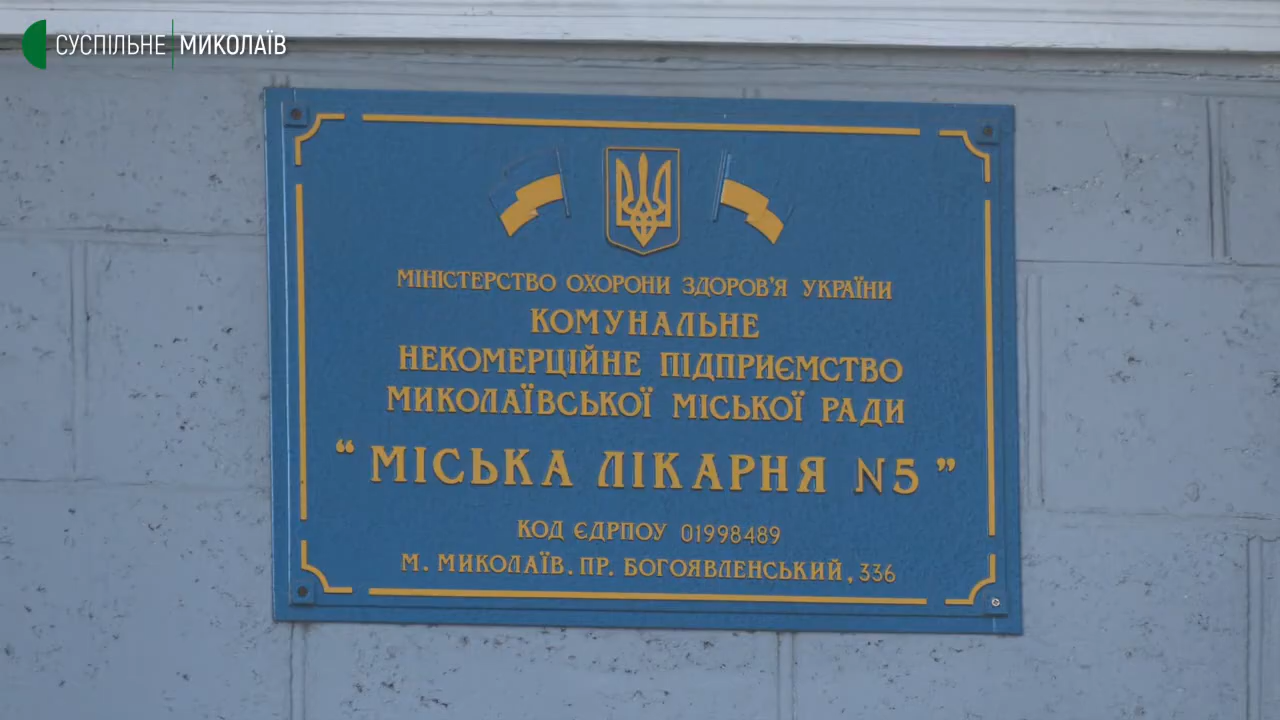 СУСПІЛЬНЕ МИКОЛАЇВ
МІНІСТЕРСТВО ОХОРОНИ ЗДОРОВ'Я УКРАЇНИ
КОМУНАЛЬНЕ
НЕКОМЕРЦІЙНЕ ПІДПРИЄМСТВО
МИКОЛАЇВСЬКОЇ МІСЬКОЇ РАДИ
“ МІСЬКА ЛІКАРНЯ N5 ”
КОД ЄДРПОУ 01998489
М. МИКОЛАЇВ. ПР. БОГОЯВЛЕНСЬКИЙ, 336